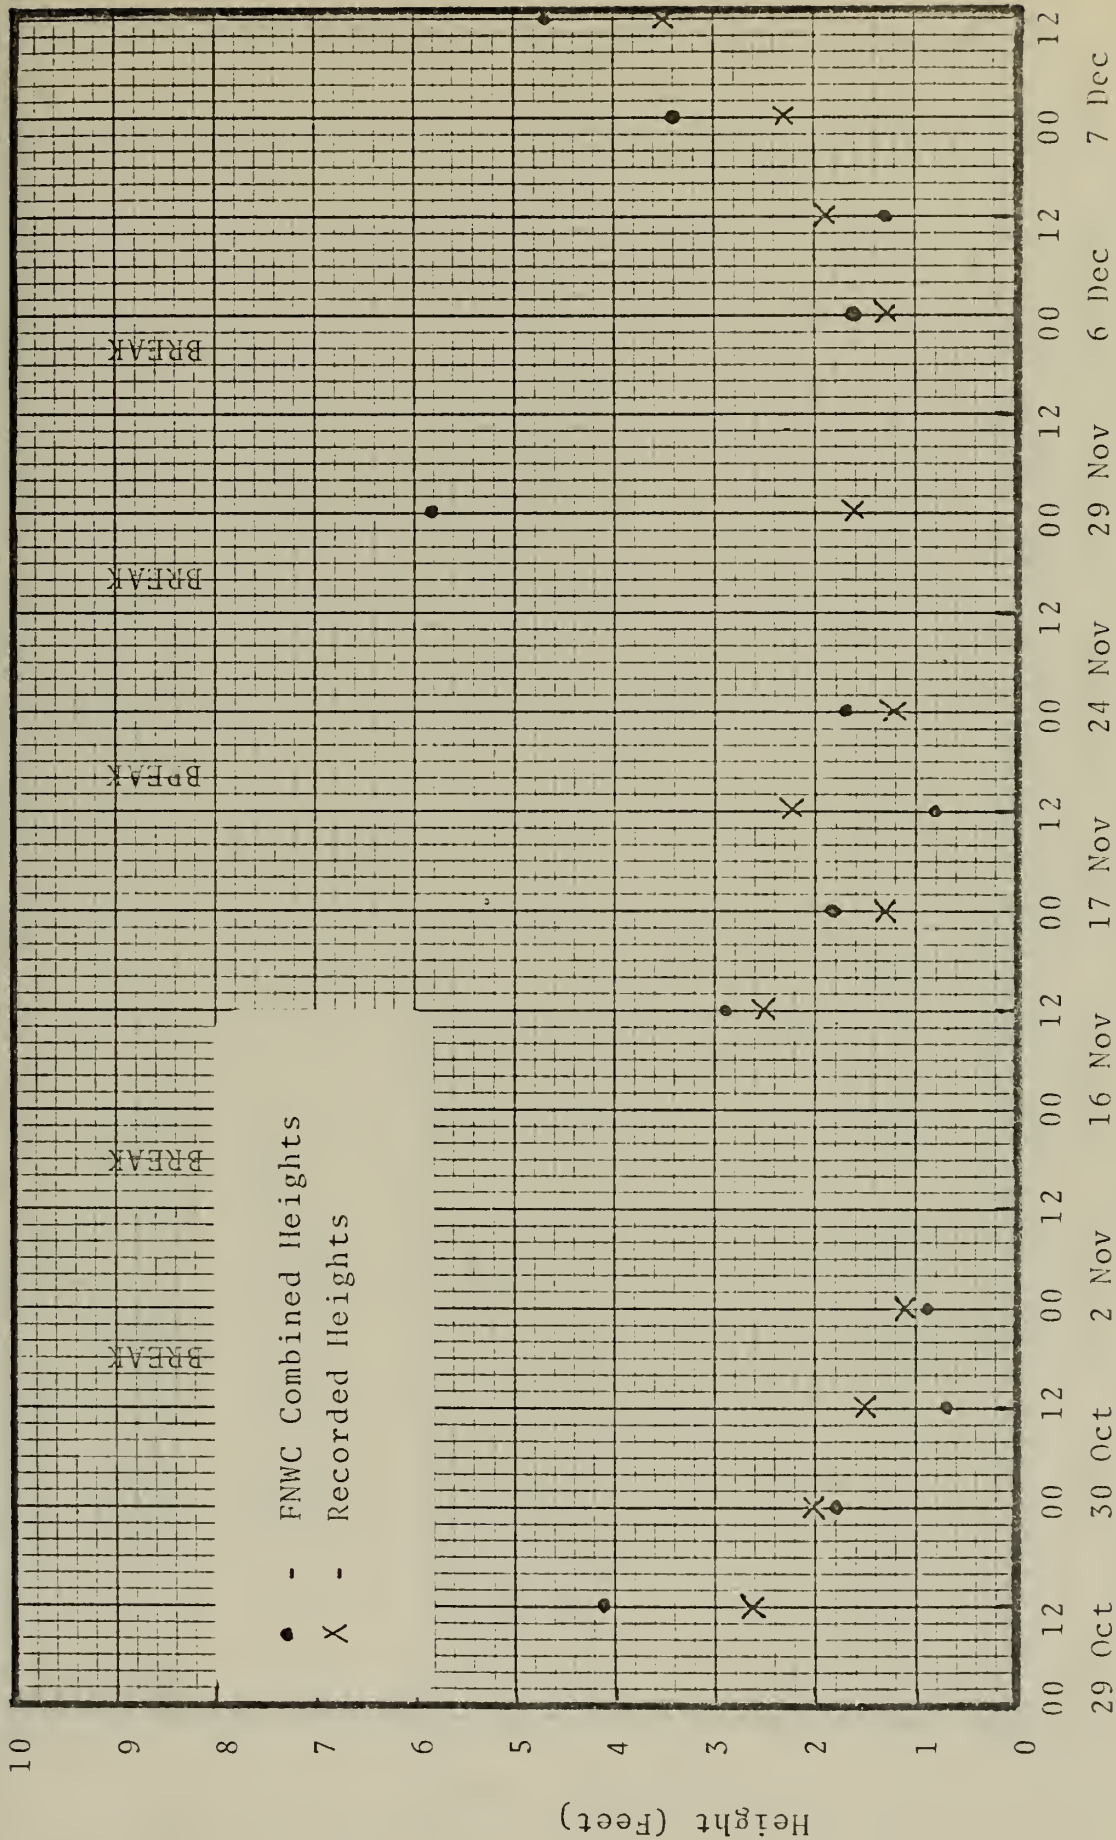 Height (Feet)
10
9
8
7
6
5
4
3
2
1
0
BREAK BREAK BREAK BREAK BREAK
● - FNWC Combined Heights
X - Recorded Heights
00 12 00 12 00 12 00 12 00 12 00 12 00 12 00 12 00 12
29 Oct 30 Oct 2 Nov 16 Nov 17 Nov 24 Nov 29 Nov 6 Dec 7 Dec